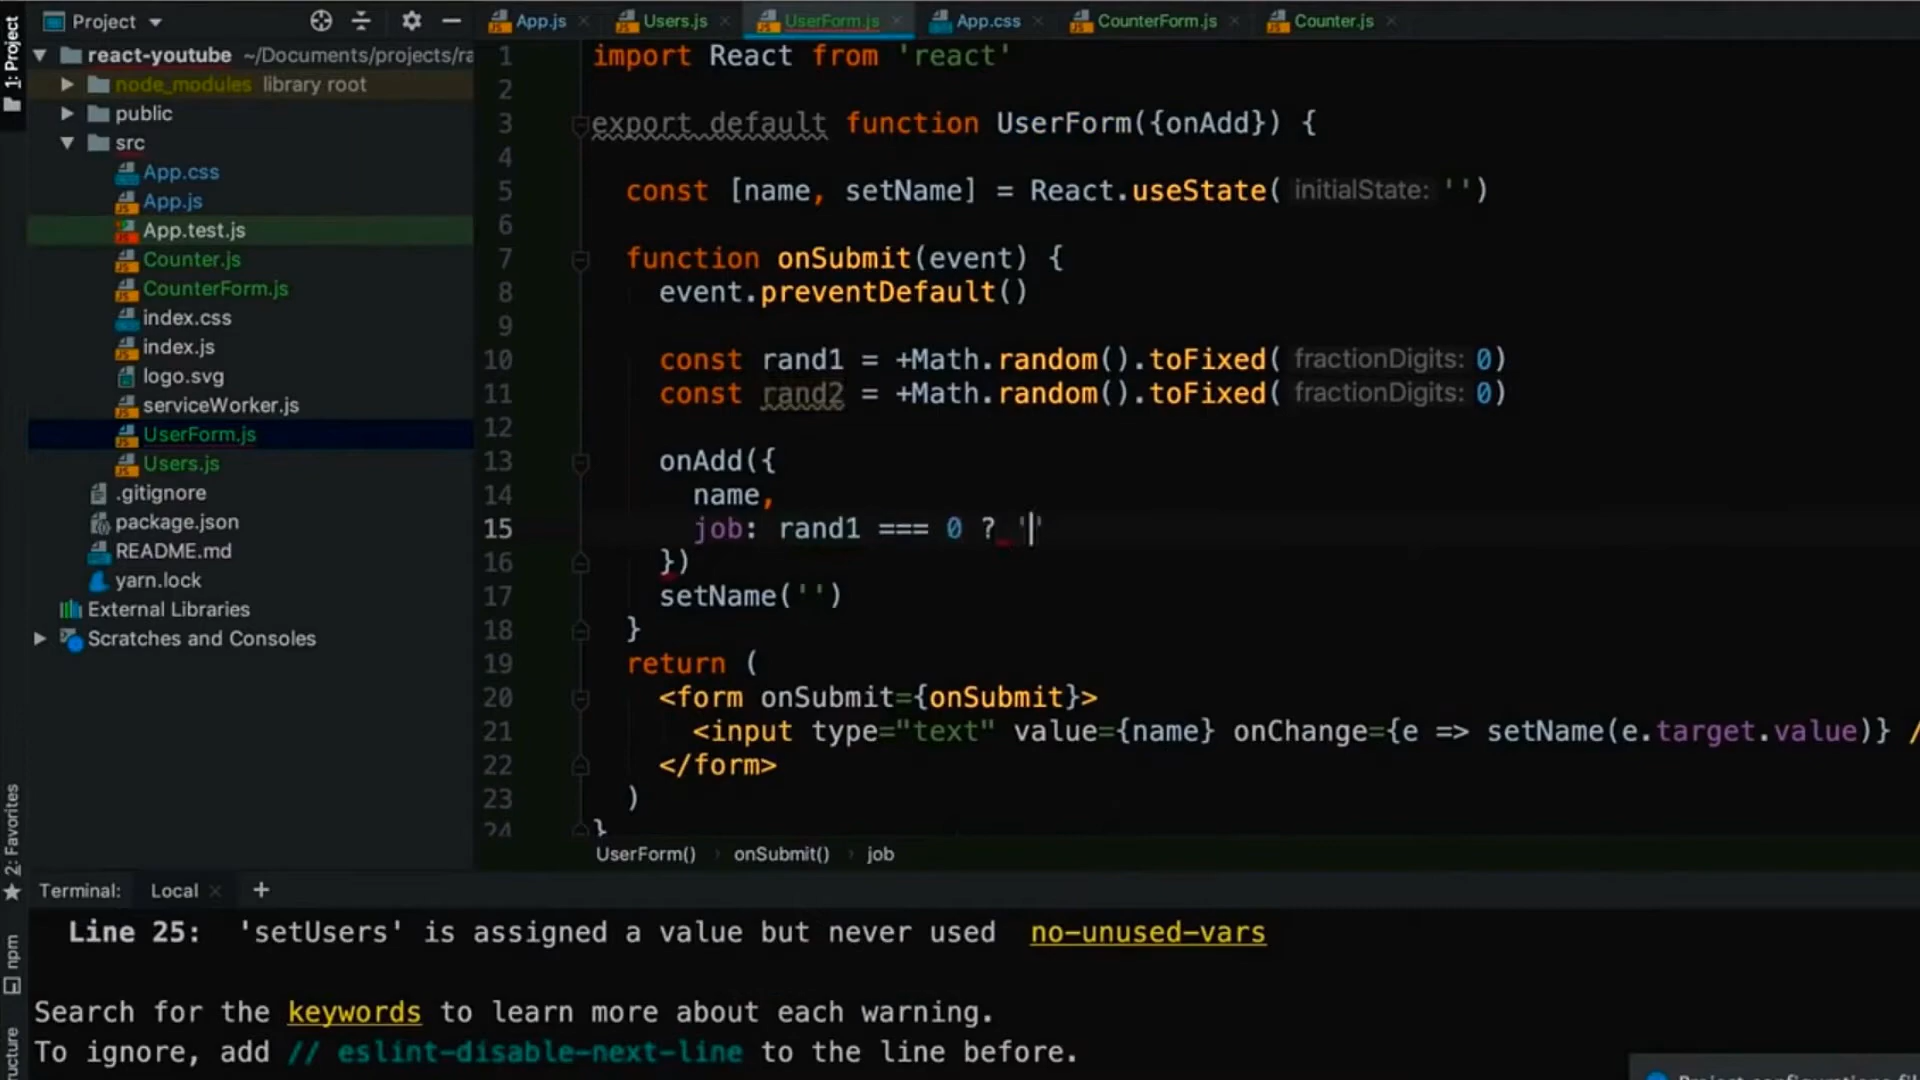 Project
App.js
Users.js
UserForm.js
App.css
CounterForm.js
Counter.js
1: Project
react-youtube ~/Documents/projects/ra
node_modules library root
public
src
App.css
App.js
App.test.js
Counter.js
CounterForm.js
index.css
index.js
logo.svg
serviceWorker.js
UserForm.js
Users.js
.gitignore
package.json
README.md
yarn.lock
External Libraries
Scratches and Consoles
1 import React from 'react'
2
3 export default function UserForm({onAdd}) {
4
5 const [name, setName] = React.useState( initialState: '')
6
7 function onSubmit(event) {
8 event.preventDefault()
9
10 const rand1 = +Math.random().toFixed( fractionDigits: 0)
11 const rand2 = +Math.random().toFixed( fractionDigits: 0)
12
13 onAdd({
14 name,
15 job: rand1 === 0 ? ''
16 })
17 setName('')
18 }
19 return (
20 <form onSubmit={onSubmit}>
21 <input type="text" value={name} onChange={e => setName(e.target.value)} /
22 </form>
23 )
24 }
UserForm() › onSubmit() › job
2: Favorites
npm
ructure
Terminal: Local +
Line 25: 'setUsers' is assigned a value but never used no-unused-vars
Search for the keywords to learn more about each warning.
To ignore, add // eslint-disable-next-line to the line before.